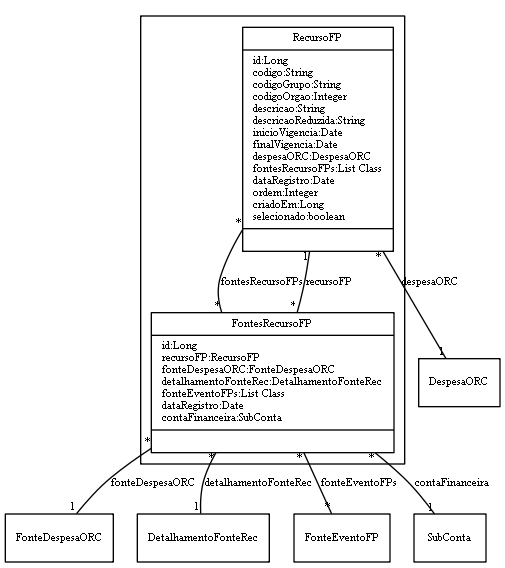 RecursoFP
id:Long
codigo:String
codigoGrupo:String
codigoOrgao:Integer
descricao:String
descricaoReduzida:String
inicioVigencia:Date
finalVigencia:Date
despesaORC:DespesaORC
fontesRecursoFPs:List Class
dataRegistro:Date
ordem:Integer
criadoEm:Long
selecionado:boolean
* 1 *
fontesRecursoFPs recursoFP despesaORC
* * 1
FontesRecursoFP
id:Long
recursoFP:RecursoFP
fonteDespesaORC:FonteDespesaORC
detalhamentoFonteRec:DetalhamentoFonteRec
fonteEventoFPs:List Class
dataRegistro:Date
contaFinanceira:SubConta
DespesaORC
* * * *
fonteDespesaORC detalhamentoFonteRec fonteEventoFPs contaFinanceira
1 1 * 1
FonteDespesaORC DetalhamentoFonteRec FonteEventoFP SubConta